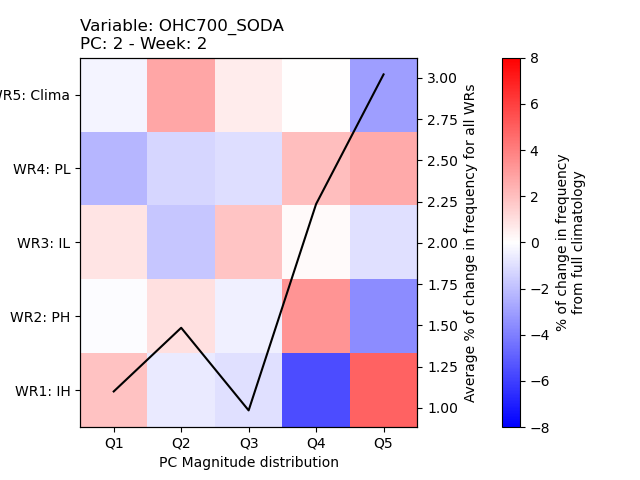 Variable: OHC700_SODA
PC: 2 - Week: 2
R5: Clima
WR4: PL
WR3: IL
WR2: PH
WR1: IH
Q1 Q2 Q3 Q4 Q5
PC Magnitude distribution
3.00
2.75
2.50
2.25
2.00
1.75
1.50
1.25
1.00
Average % of change in frequency for all WRs
8
6
4
2
0
−2
−4
−6
−8
% of change in frequency
from full climatology